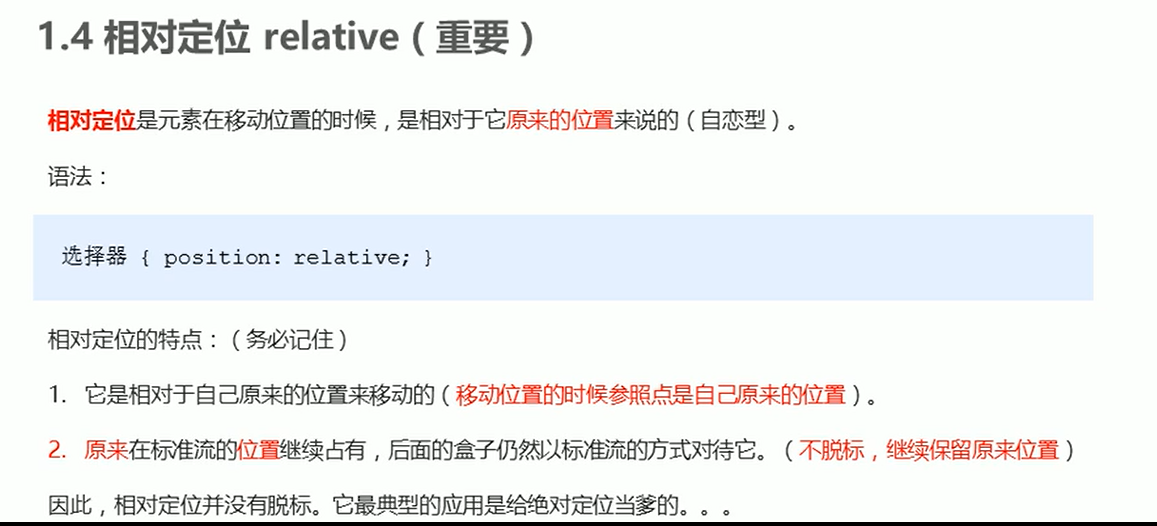 1.4 相对定位 relative（重要）
相对定位是元素在移动位置的时候，是相对于它原来的位置来说的（自恋型）。
语法：
选择器 { position: relative; }
相对定位的特点：（务必记住）
1. 它是相对于自己原来的位置来移动的（移动位置的时候参照点是自己原来的位置）。
2. 原来在标准流的位置继续占有，后面的盒子仍然以标准流的方式对待它。（不脱标，继续保留原来位置）
因此，相对定位并没有脱标。它最典型的应用是给绝对定位当爹的。。。